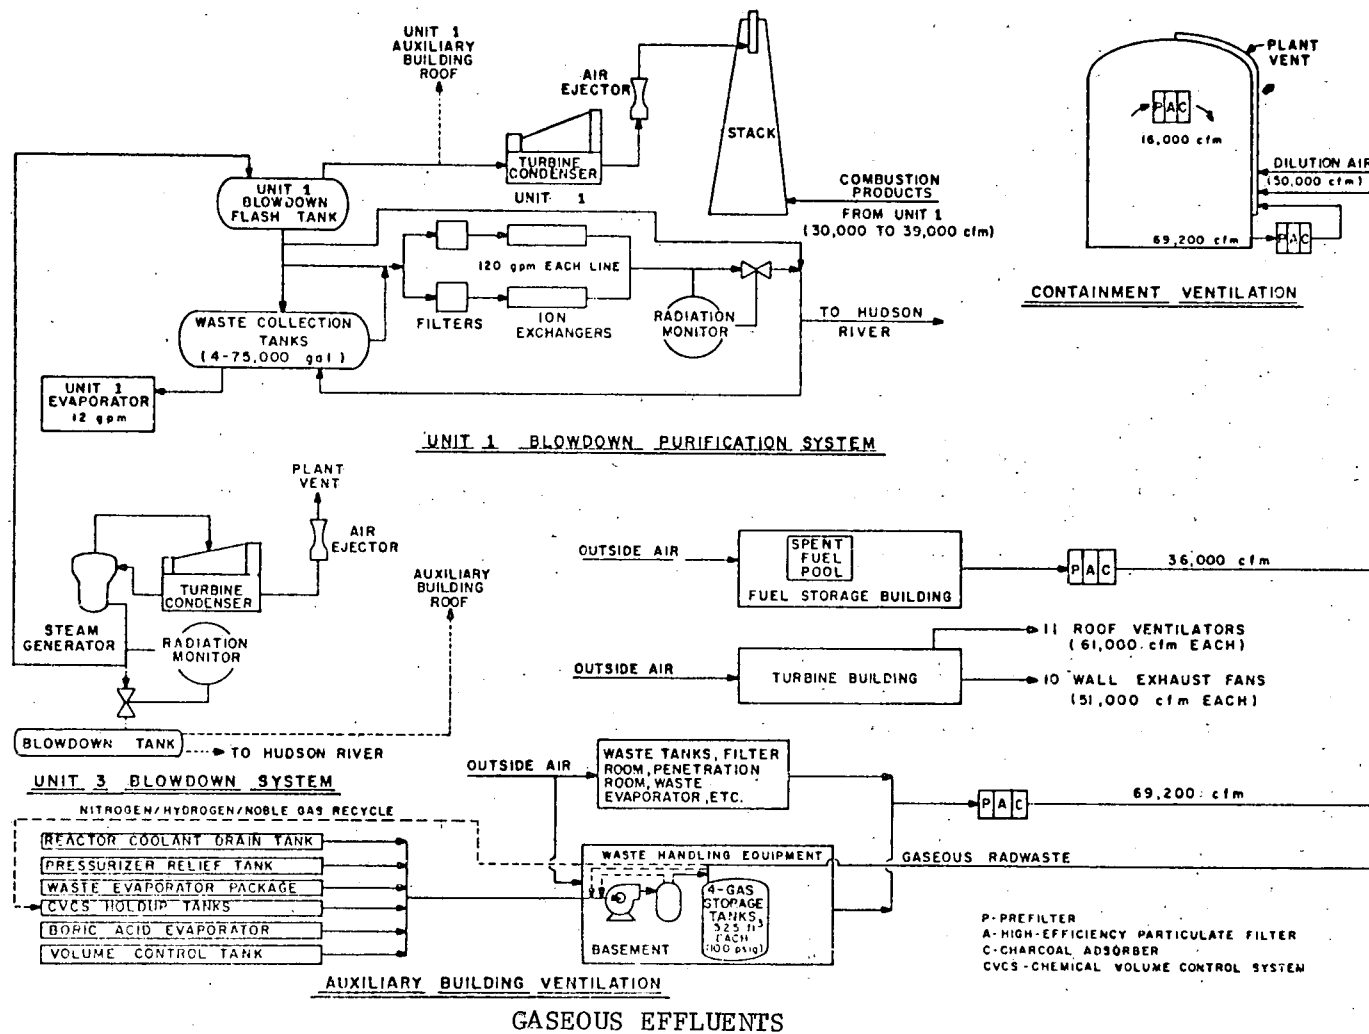 UNIT 1
AUXILIARY
BUILDING
ROOF
AIR
EJECTOR
STACK
TURBINE
CONDENSER
UNIT 1
UNIT 1
BLOWDOWN
FLASH TANK
COMBUSTION
PRODUCTS
FROM UNIT 1
(30,000 TO 39,000 cfm)
120 gpm EACH LINE
FILTERS
ION
EXCHANGERS
RADIATION
MONITOR
TO HUDSON
RIVER
WASTE COLLECTION
TANKS
(4-75,000 gal)
UNIT 1
EVAPORATOR
12 gpm
UNIT 1 BLOWDOWN PURIFICATION SYSTEM
PLANT
VENT
PAC
16,000 cfm
DILUTION AIR
(50,000 cfm)
69,200 cfm
PAC
CONTAINMENT VENTILATION
PLANT
VENT
AIR
EJECTOR
TURBINE
CONDENSER
STEAM
GENERATOR
RADIATION
MONITOR
AUXILIARY
BUILDING
ROOF
BLOWDOWN TANK
TO HUDSON RIVER
UNIT 3 BLOWDOWN SYSTEM
OUTSIDE AIR
SPENT
FUEL
POOL
FUEL STORAGE BUILDING
PAC
36,000 cfm
OUTSIDE AIR
TURBINE BUILDING
11 ROOF VENTILATORS
(61,000 cfm EACH)
10 WALL EXHAUST FANS
(51,000 cfm EACH)
OUTSIDE AIR
WASTE TANKS, FILTER
ROOM, PENETRATION
ROOM, WASTE
EVAPORATOR, ETC.
PAC
69,200 cfm
NITROGEN/HYDROGEN/NOBLE GAS RECYCLE
REACTOR COOLANT DRAIN TANK
PRESSURIZER RELIEF TANK
WASTE EVAPORATOR PACKAGE
CVCS HOLDUP TANKS
BORIC ACID EVAPORATOR
VOLUME CONTROL TANK
WASTE HANDLING EQUIPMENT
4-GAS
STORAGE
TANKS
525 ft³
EACH
(100 psig)
BASEMENT
GASEOUS RADWASTE
P-PREFILTER
A-HIGH-EFFICIENCY PARTICULATE FILTER
C-CHARCOAL ADSORBER
CVCS-CHEMICAL VOLUME CONTROL SYSTEM
AUXILIARY BUILDING VENTILATION
GASEOUS EFFLUENTS